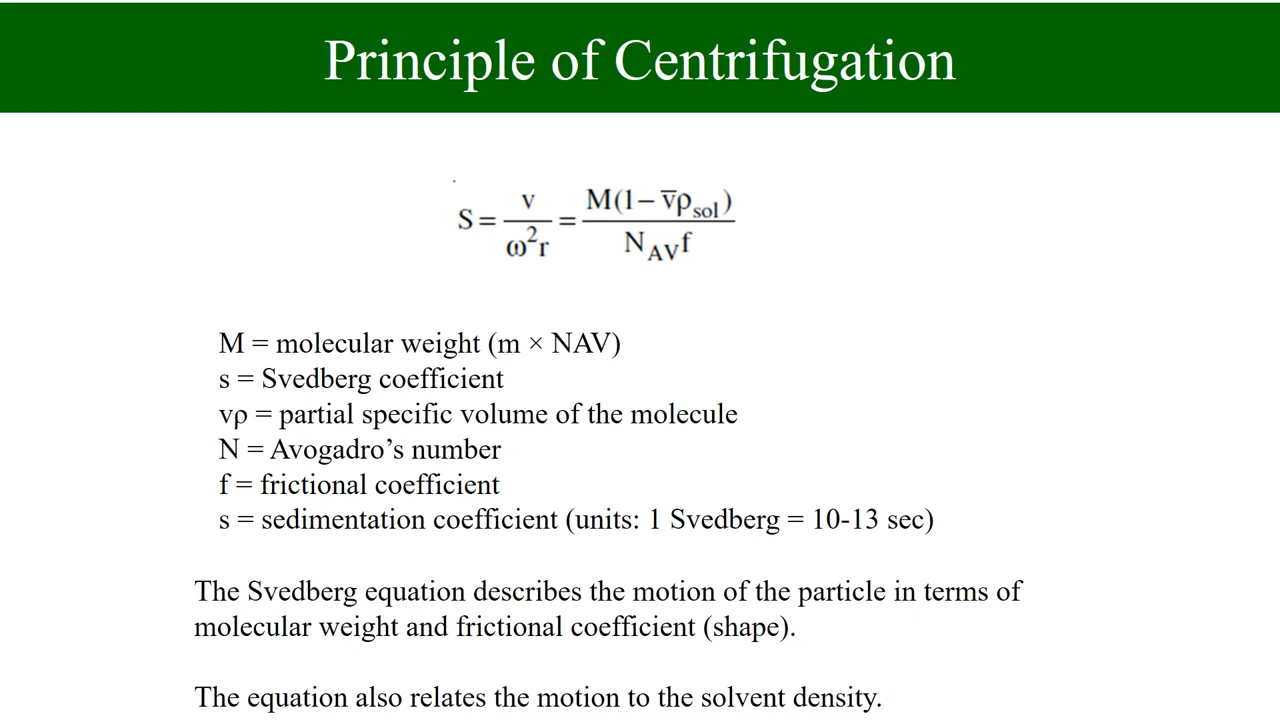 Principle of Centrifugation
S = v / ω²r = M(1− v̅ρsol) / NAVf
M = molecular weight (m × NAV)
s = Svedberg coefficient
vρ = partial specific volume of the molecule
N = Avogadro’s number
f = frictional coefficient
s = sedimentation coefficient (units: 1 Svedberg = 10-13 sec)
The Svedberg equation describes the motion of the particle in terms of
molecular weight and frictional coefficient (shape).
The equation also relates the motion to the solvent density.